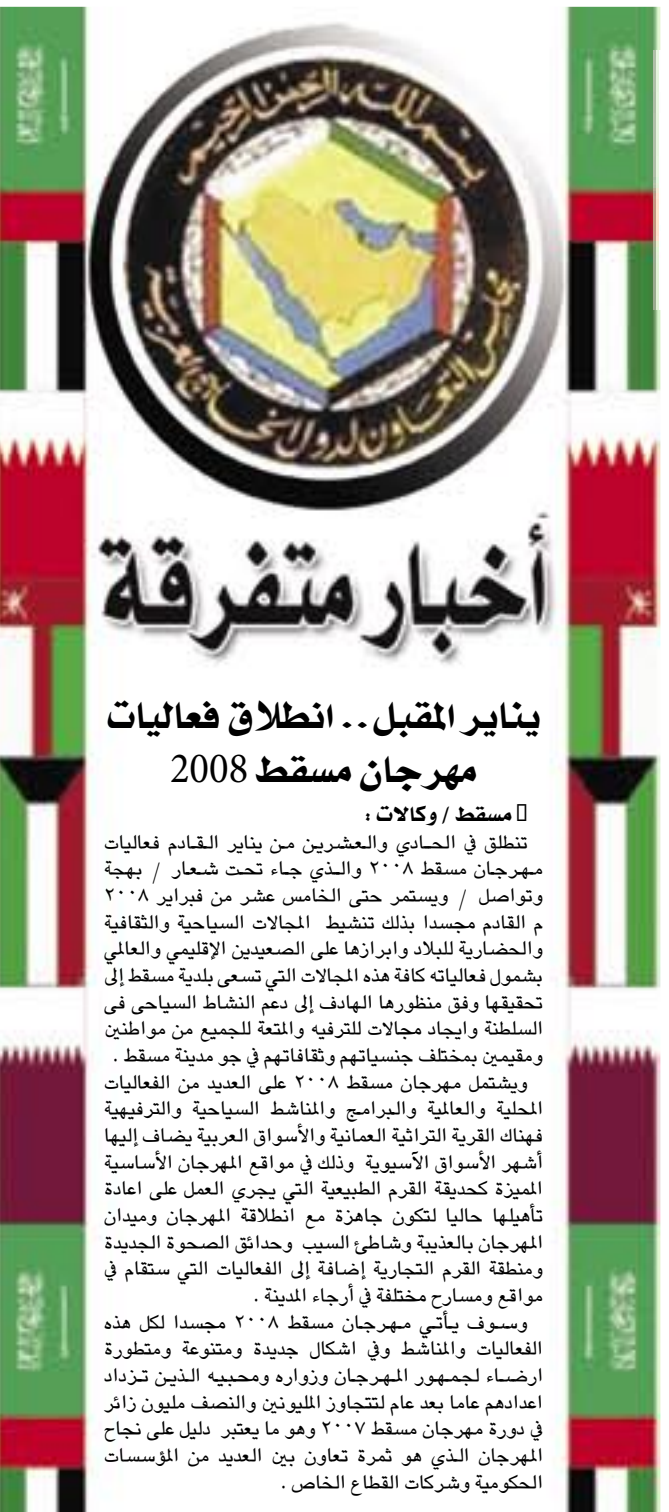 بسم الله الرحمن الرحيم
مجلس التعاون لدول الخليج العربية
أخبار متفرقة
يناير المقبل.. انطلاق فعاليات
مهرجان مسقط 2008
مسقط / وكالات :
تنطلق في الحادي والعشرين من يناير القادم فعاليات
مهرجان مسقط ٢٠٠٨ والذي جاء تحت شعار / بهجة
وتواصل / ويستمر حتى الخامس عشر من فبراير ٢٠٠٨
م القادم مجسدا بذلك تنشيط المجالات السياحية والثقافية
والحضارية للبلاد وابرازها على الصعيدين الإقليمي والعالمي
بشمول فعالياته كافة هذه المجالات التي تسعى بلدية مسقط إلى
تحقيقها وفق منظورها الهادف إلى دعم النشاط السياحى فى
السلطنة وايجاد مجالات للترفيه والمتعة للجميع من مواطنين
ومقيمين بمختلف جنسياتهم وثقافاتهم في جو مدينة مسقط .
ويشتمل مهرجان مسقط ٢٠٠٨ على العديد من الفعاليات
المحلية والعالمية والبرامج والمناشط السياحية والترفيهية
فهناك القرية التراثية العمانية والأسواق العربية يضاف إليها
أشهر الأسواق الآسيوية وذلك في مواقع المهرجان الأساسية
المميزة كحديقة القرم الطبيعية التي يجري العمل على اعادة
تأهيلها حاليا لتكون جاهزة مع انطلاقة المهرجان وميدان
المهرجان بالعذيبة وشاطئ السيب وحدائق الصحوة الجديدة
ومنطقة القرم التجارية إضافة إلى الفعاليات التي ستقام في
مواقع ومسارح مختلفة في أرجاء المدينة .
وسوف يأتي مهرجان مسقط ٢٠٠٨ مجسدا لكل هذه
الفعاليات والمناشط وفي اشكال جديدة ومتنوعة ومتطورة
ارضاء لجمهور المهرجان وزواره ومحبيه الذين تزداد
اعدادهم عاما بعد عام لتتجاوز المليونين والنصف مليون زائر
في دورة مهرجان مسقط ٢٠٠٧ وهو ما يعتبر دليل على نجاح
المهرجان الذي هو ثمرة تعاون بين العديد من المؤسسات
الحكومية وشركات القطاع الخاص .